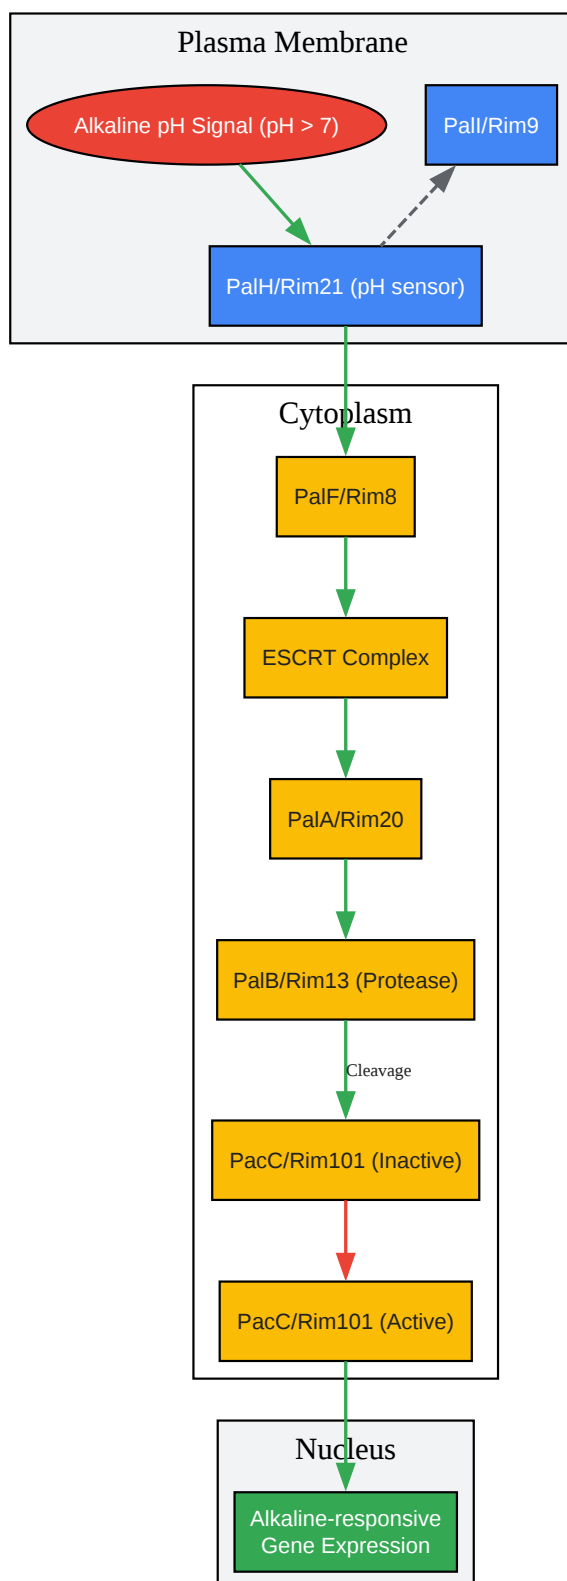 Plasma Membrane
Alkaline pH Signal (pH > 7)
PalI/Rim9
PalH/Rim21 (pH sensor)
Cytoplasm
PalF/Rim8
ESCRT Complex
PalA/Rim20
PalB/Rim13 (Protease)
Cleavage
PacC/Rim101 (Inactive)
PacC/Rim101 (Active)
Nucleus
Alkaline-responsive
Gene Expression